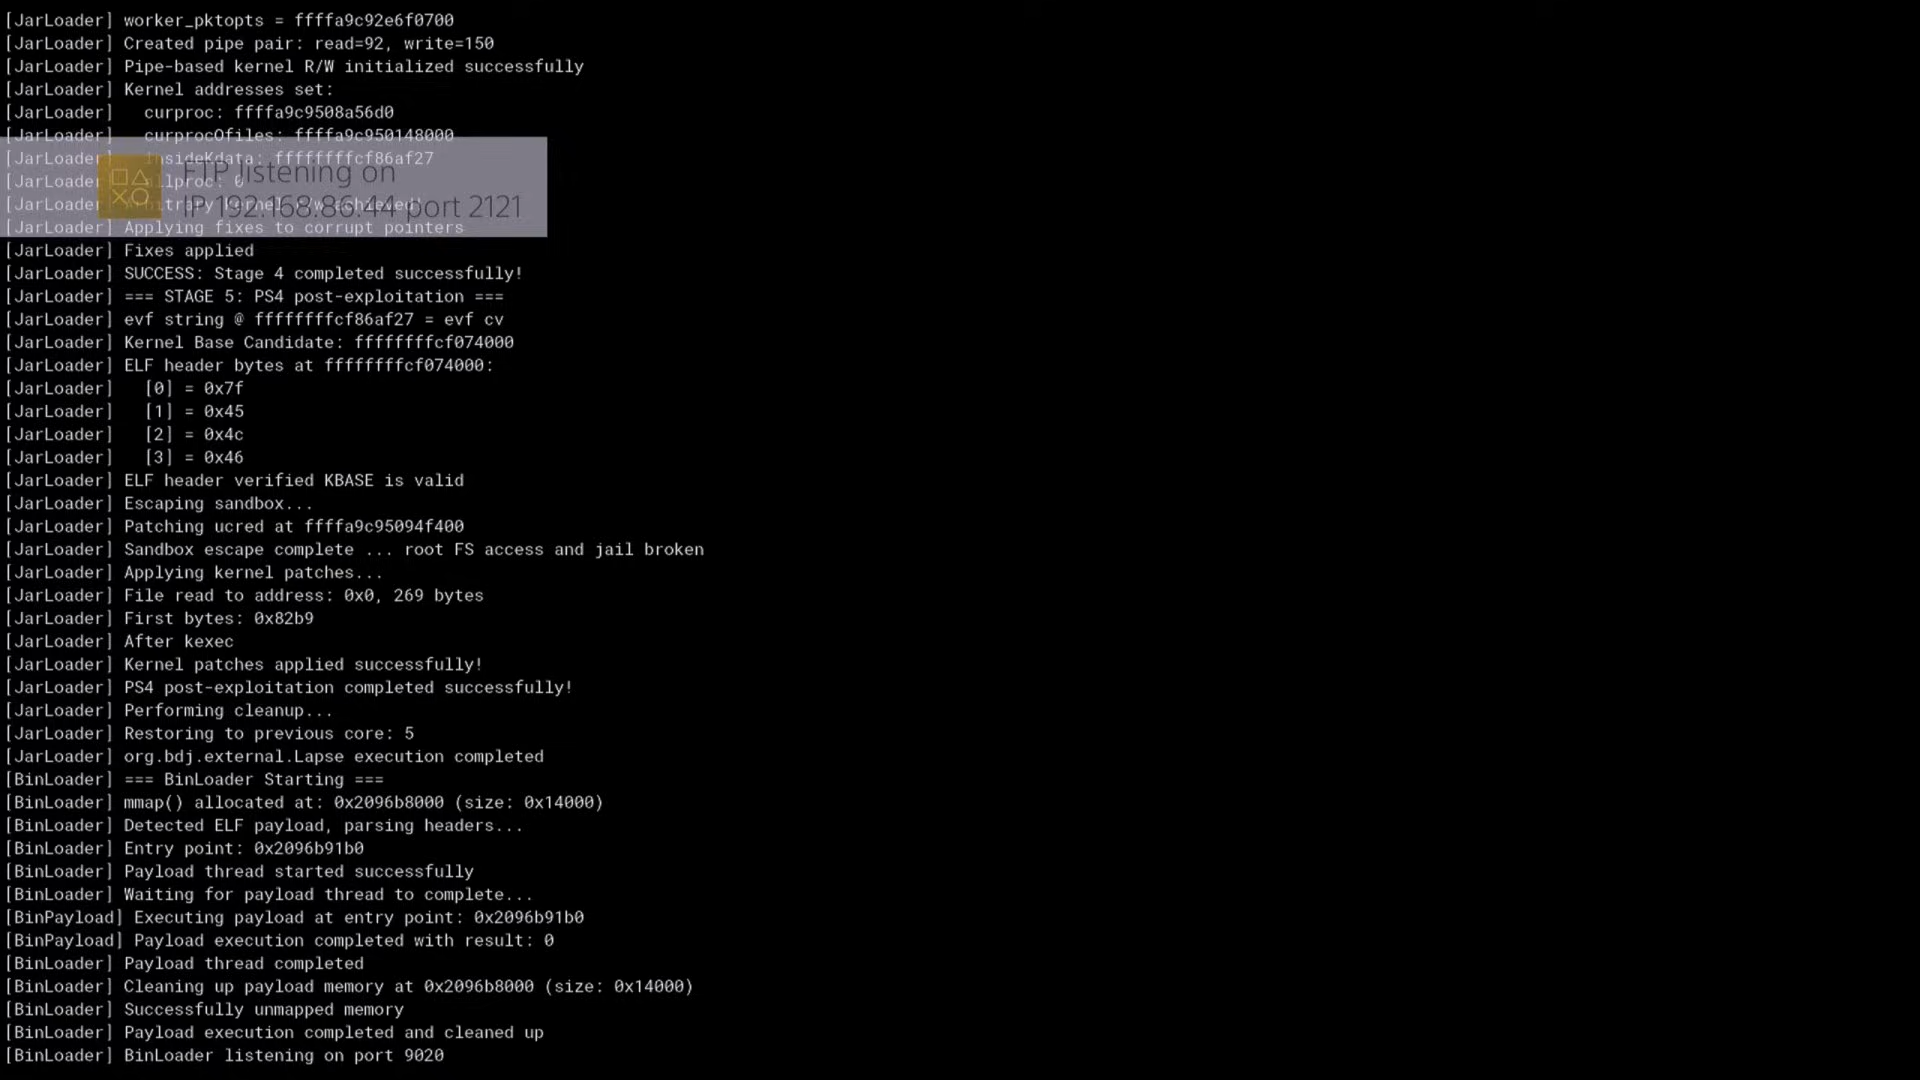 [JarLoader] worker_pktopts = ffffa9c92e6f0700
[JarLoader] Created pipe pair: read=92, write=150
[JarLoader] Pipe-based kernel R/W initialized successfully
[JarLoader] Kernel addresses set:
[JarLoader]   curproc: ffffa9c9508a56d0
[JarLoader]   curprocOfiles: ffffa9c950148000
[JarLoader]   insideKdata: ffffffffcf86af27
FTP listening on
[JarLoader]   allproc: 0
IP 192.168.86.44 port 2121
[JarLoader] Applying fixes to corrupt pointers
[JarLoader] Fixes applied
[JarLoader] SUCCESS: Stage 4 completed successfully!
[JarLoader] === STAGE 5: PS4 post-exploitation ===
[JarLoader] evf string @ ffffffffcf86af27 = evf cv
[JarLoader] Kernel Base Candidate: ffffffffcf074000
[JarLoader] ELF header bytes at ffffffffcf074000:
[JarLoader]   [0] = 0x7f
[JarLoader]   [1] = 0x45
[JarLoader]   [2] = 0x4c
[JarLoader]   [3] = 0x46
[JarLoader] ELF header verified KBASE is valid
[JarLoader] Escaping sandbox...
[JarLoader] Patching ucred at ffffa9c95094f400
[JarLoader] Sandbox escape complete ... root FS access and jail broken
[JarLoader] Applying kernel patches...
[JarLoader] File read to address: 0x0, 269 bytes
[JarLoader] First bytes: 0x82b9
[JarLoader] After kexec
[JarLoader] Kernel patches applied successfully!
[JarLoader] PS4 post-exploitation completed successfully!
[JarLoader] Performing cleanup...
[JarLoader] Restoring to previous core: 5
[JarLoader] org.bdj.external.Lapse execution completed
[BinLoader] === BinLoader Starting ===
[BinLoader] mmap() allocated at: 0x2096b8000 (size: 0x14000)
[BinLoader] Detected ELF payload, parsing headers...
[BinLoader] Entry point: 0x2096b91b0
[BinLoader] Payload thread started successfully
[BinLoader] Waiting for payload thread to complete...
[BinPayload] Executing payload at entry point: 0x2096b91b0
[BinPayload] Payload execution completed with result: 0
[BinLoader] Payload thread completed
[BinLoader] Cleaning up payload memory at 0x2096b8000 (size: 0x14000)
[BinLoader] Successfully unmapped memory
[BinLoader] Payload execution completed and cleaned up
[BinLoader] BinLoader listening on port 9020